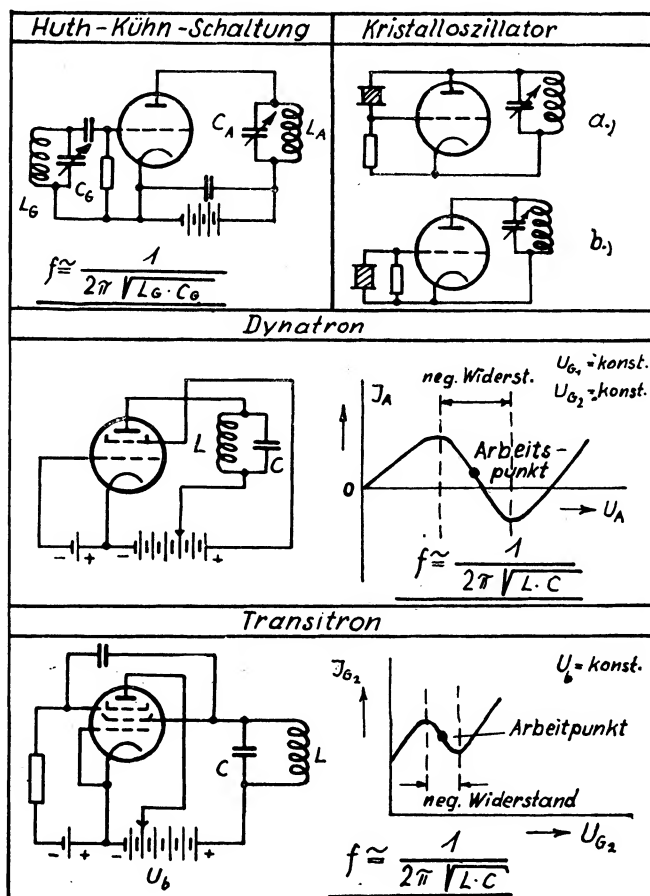 Huth-Kühn-Schaltung
Kristalloszillator
C_A
L_A
L_G
C_G
f ≈ 1 / (2π √(L_G · C_G))
a.)
b.)
Dynatron
L
C
- + - +
neg. Widerst.
U_G1 = konst.
U_G2 = konst.
J_A
Arbeits-
punkt
0
U_A
f ≈ 1 / (2π √(L · C))
Transitron
C
L
- + - +
U_b
J_G2
U_b = konst.
Arbeitpunkt
neg. Widerstand
U_G2
f ≈ 1 / (2π √(L · C))